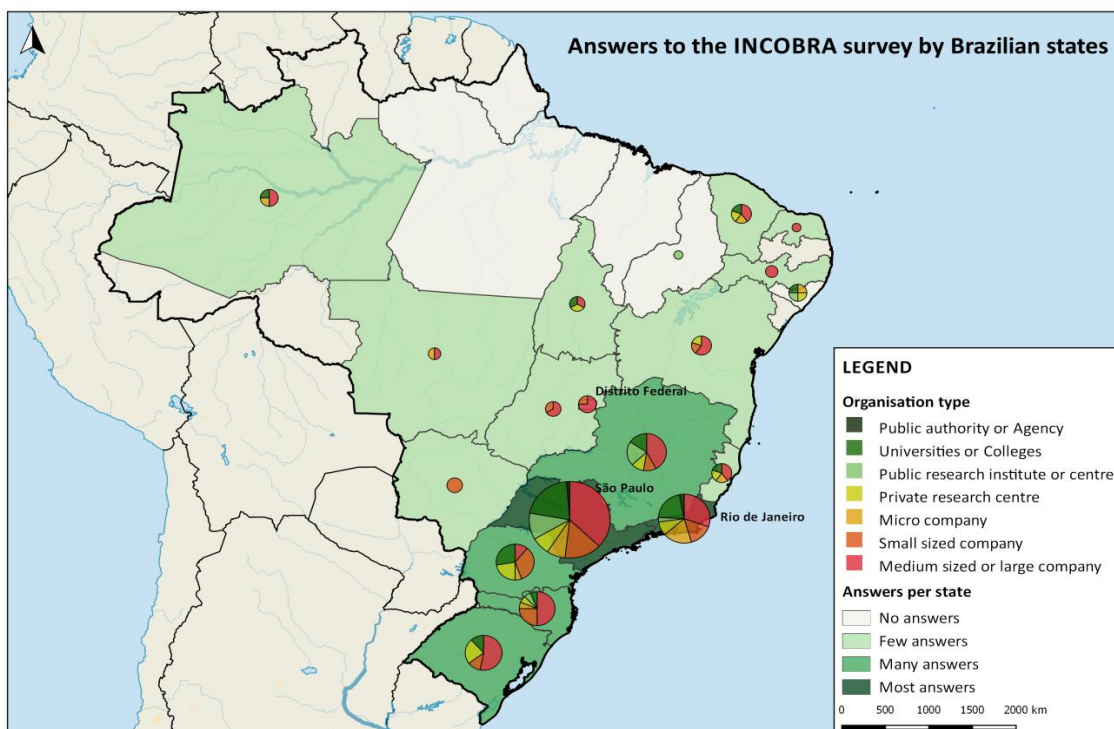 Answers to the INCOBRA survey by Brazilian states
Distrito Federal
São Paulo
Rio de Janeiro
LEGEND
Organisation type
Public authority or Agency
Universities or Colleges
Public research institute or centre
Private research centre
Micro company
Small sized company
Medium sized or large company
Answers per state
No answers
Few answers
Many answers
Most answers
0 500 1000 1500 2000 km